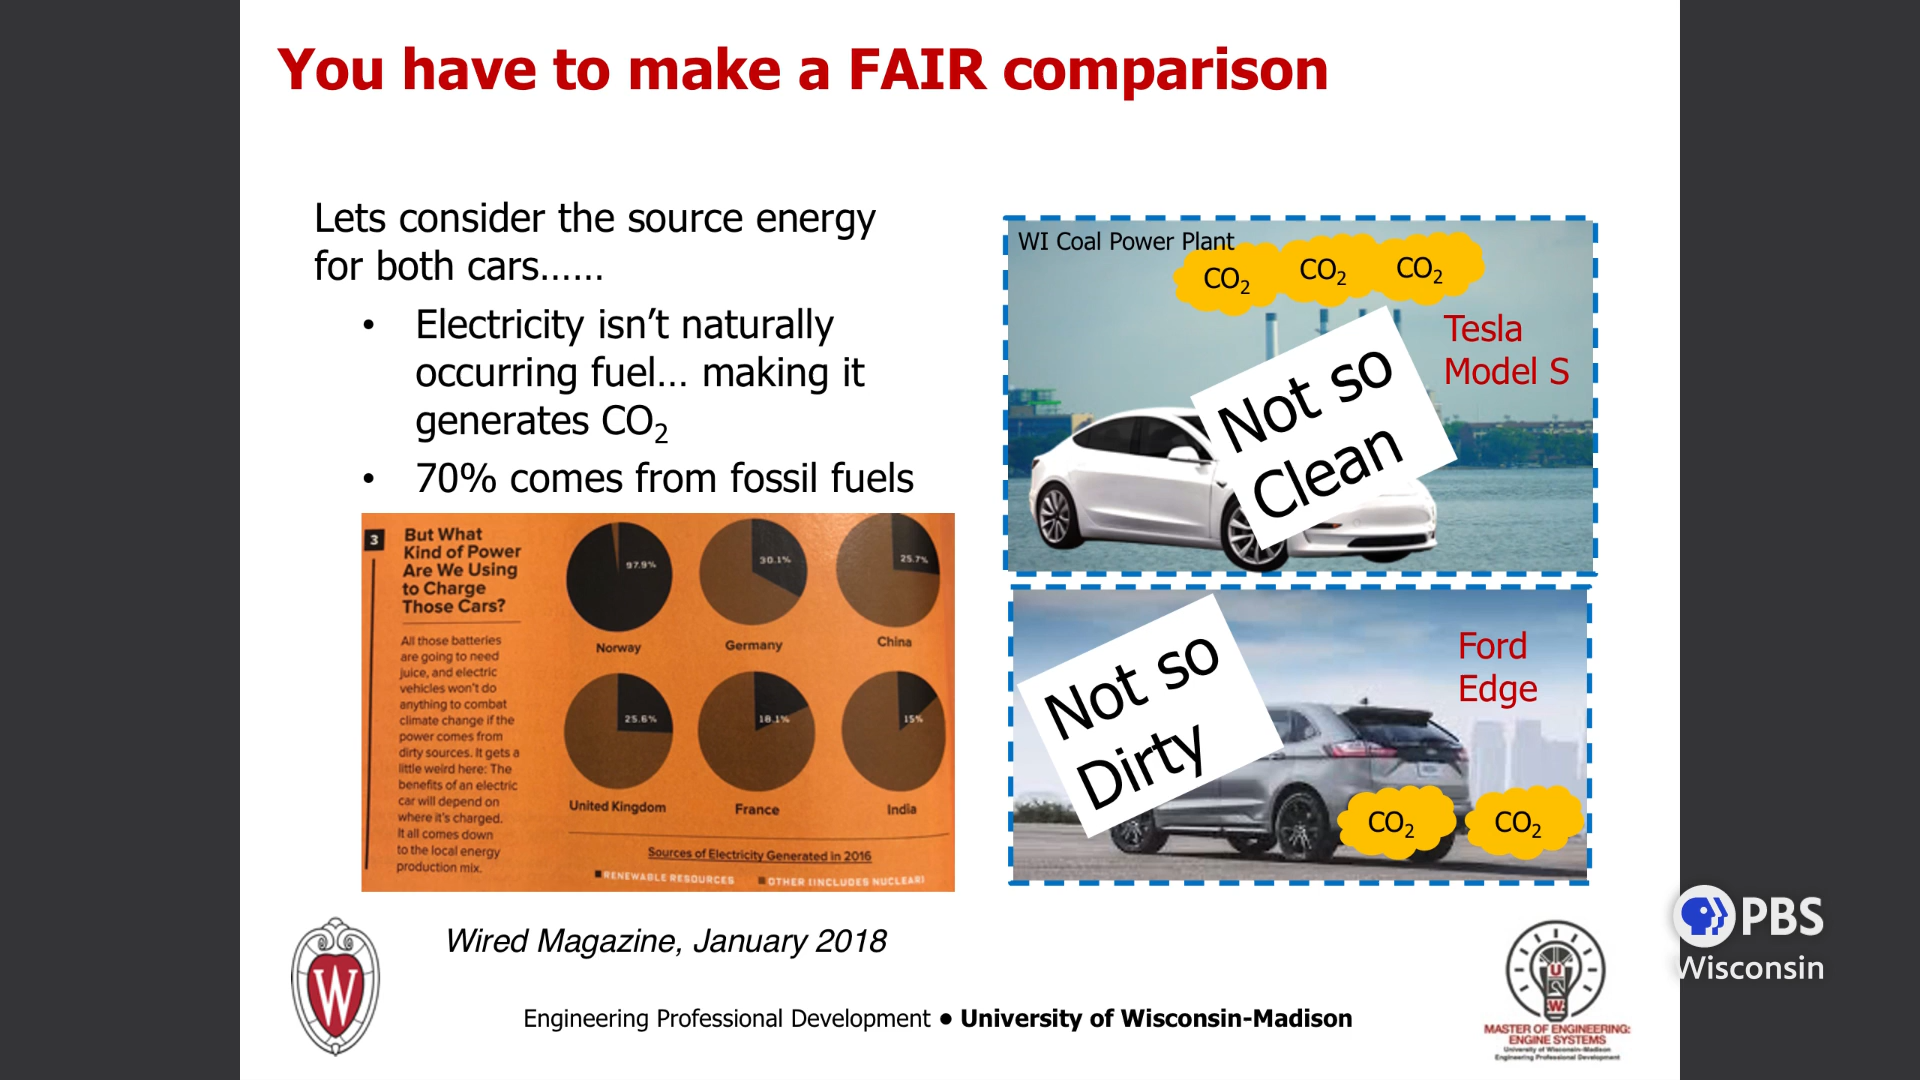 You have to make a FAIR comparison
Lets consider the source energy
for both cars......
• Electricity isn't naturally
occurring fuel... making it
generates CO2
• 70% comes from fossil fuels
3
But What
Kind of Power
Are We Using
to Charge
Those Cars?
All those batteries
are going to need
juice, and electric
vehicles won't do
anything to combat
climate change if the
power comes from
dirty sources. It gets a
little weird here: The
benefits of an electric
car will depend on
where it's charged.
It all comes down
to the local energy
production mix.
97.9%
30.1%
25.7%
Norway
Germany
China
25.6%
18.1%
15%
United Kingdom
France
India
Sources of Electricity Generated in 2016
RENEWABLE RESOURCES
OTHER (INCLUDES NUCLEAR)
Wired Magazine, January 2018
WI Coal Power Plant
CO2
CO2
CO2
Tesla
Model S
Not so
Clean
Ford
Edge
Not so
Dirty
CO2
CO2
W
Engineering Professional Development • University of Wisconsin-Madison
U
W
MASTER OF ENGINEERING:
ENGINE SYSTEMS
University of Wisconsin-Madison
Engineering Professional Development
PBS
Wisconsin